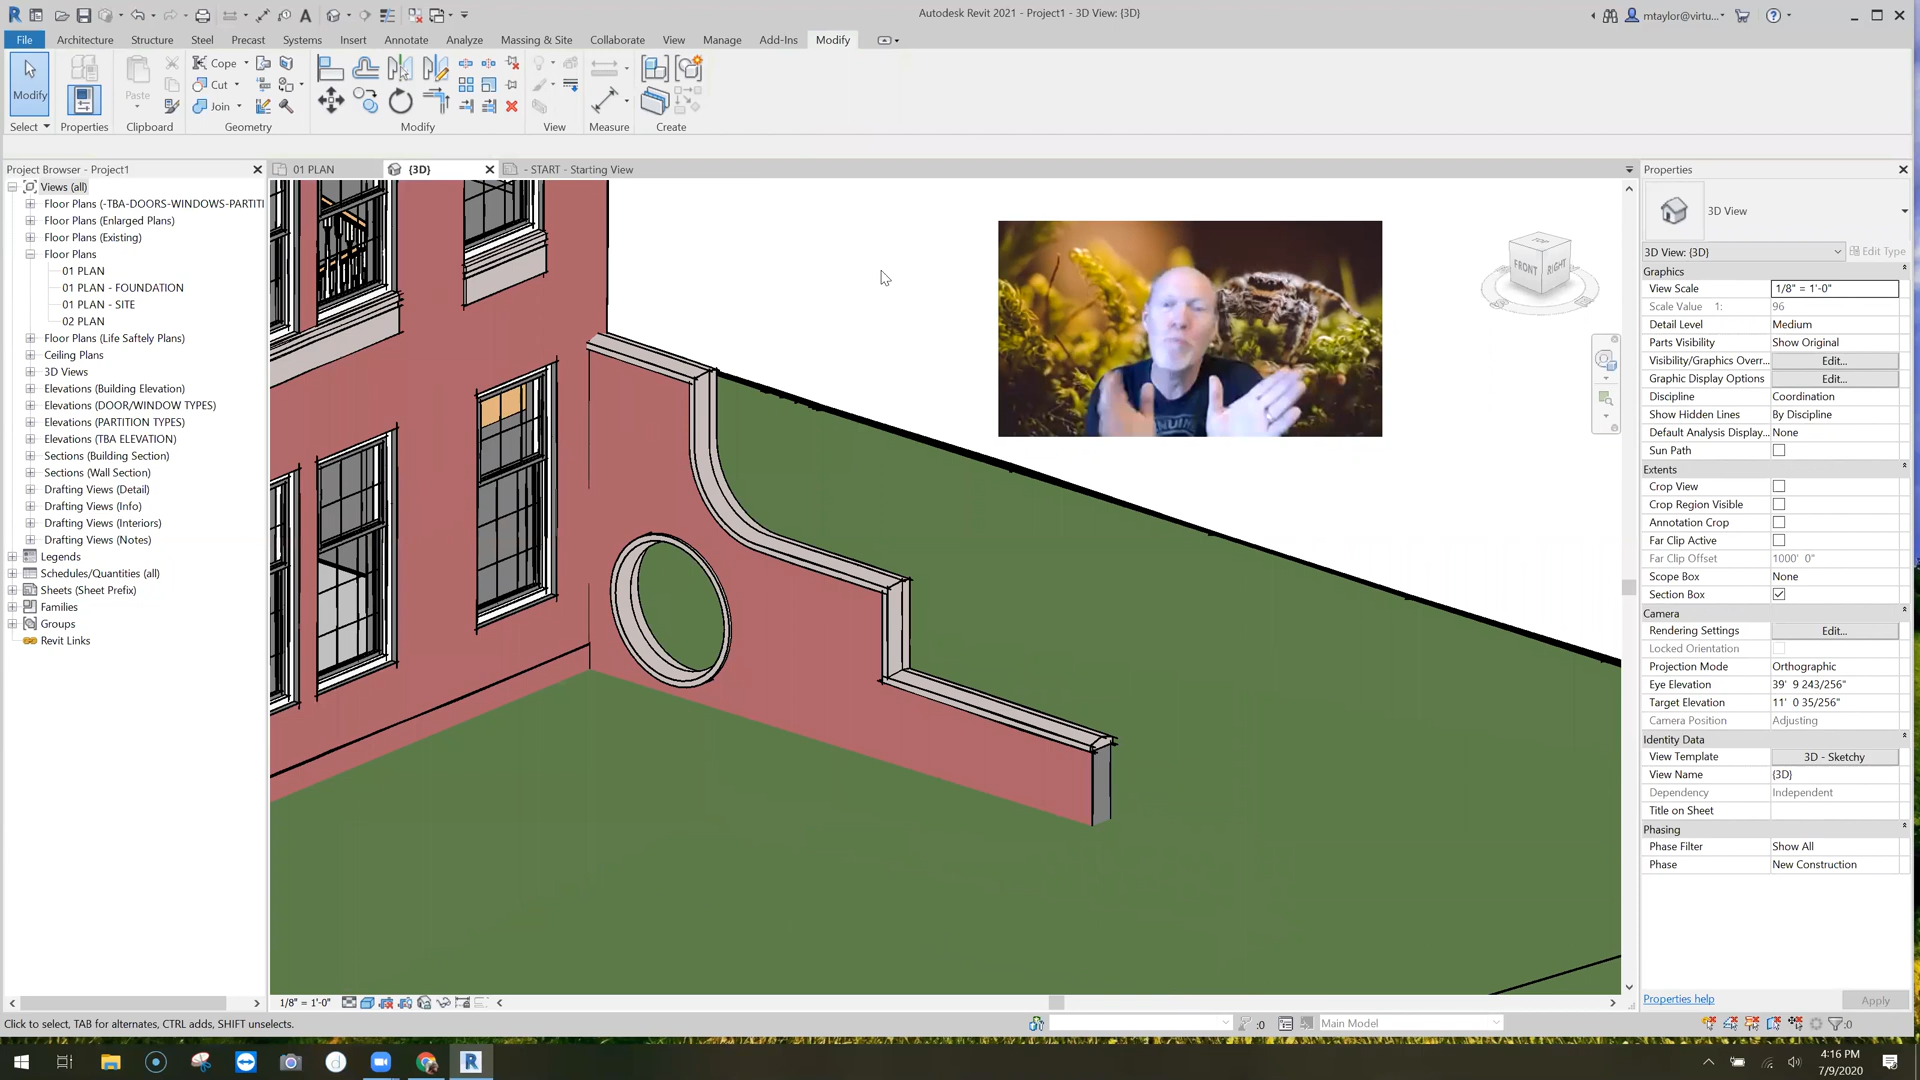 Autodesk Revit 2021 - Project1 - 3D View: {3D}
mtaylor@virtu...
File Architecture Structure Steel Precast Systems Insert Annotate Analyze Massing & Site Collaborate View Manage Add-Ins Modify
Modify
Paste
Cope
Cut
Join
Select Properties Clipboard Geometry Modify View Measure Create
Project Browser - Project1
01 PLAN
{3D}
- START - Starting View
Properties
Views (all)
Floor Plans (-TBA-DOORS-WINDOWS-PARTITI
Floor Plans (Enlarged Plans)
Floor Plans (Existing)
Floor Plans
01 PLAN
01 PLAN - FOUNDATION
01 PLAN - SITE
02 PLAN
Floor Plans (Life Saftely Plans)
Ceiling Plans
3D Views
Elevations (Building Elevation)
Elevations (DOOR/WINDOW TYPES)
Elevations (PARTITION TYPES)
Elevations (TBA ELEVATION)
Sections (Building Section)
Sections (Wall Section)
Drafting Views (Detail)
Drafting Views (Info)
Drafting Views (Interiors)
Drafting Views (Notes)
Legends
Schedules/Quantities (all)
Sheets (Sheet Prefix)
Families
Groups
Revit Links
TOP
FRONT
RIGHT
3D View
3D View: {3D} Edit Type
Graphics
View Scale 1/8" = 1'-0"
Scale Value 1: 96
Detail Level Medium
Parts Visibility Show Original
Visibility/Graphics Overr... Edit...
Graphic Display Options Edit...
Discipline Coordination
Show Hidden Lines By Discipline
Default Analysis Display... None
Sun Path
Extents
Crop View
Crop Region Visible
Annotation Crop
Far Clip Active
Far Clip Offset 1000' 0"
Scope Box None
Section Box
Camera
Rendering Settings Edit...
Locked Orientation
Projection Mode Orthographic
Eye Elevation 39' 9 243/256"
Target Elevation 11' 0 35/256"
Camera Position Adjusting
Identity Data
View Template 3D - Sketchy
View Name {3D}
Dependency Independent
Title on Sheet
Phasing
Phase Filter Show All
Phase New Construction
Properties help Apply
1/8" = 1'-0"
Click to select, TAB for alternates, CTRL adds, SHIFT unselects.
:0
Main Model
:0
4:16 PM
7/9/2020